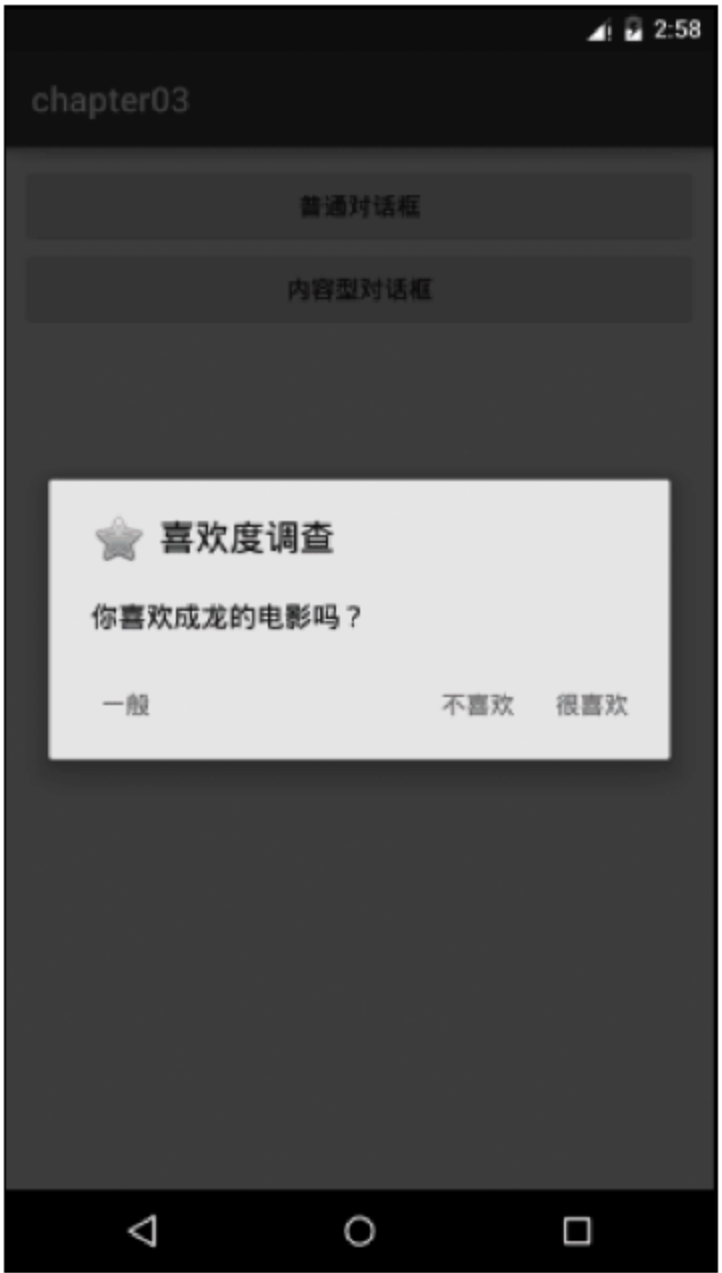 2:58
chapter03
普通对话框
内容型对话框
喜欢度调查
你喜欢成龙的电影吗？
一般 不喜欢 很喜欢